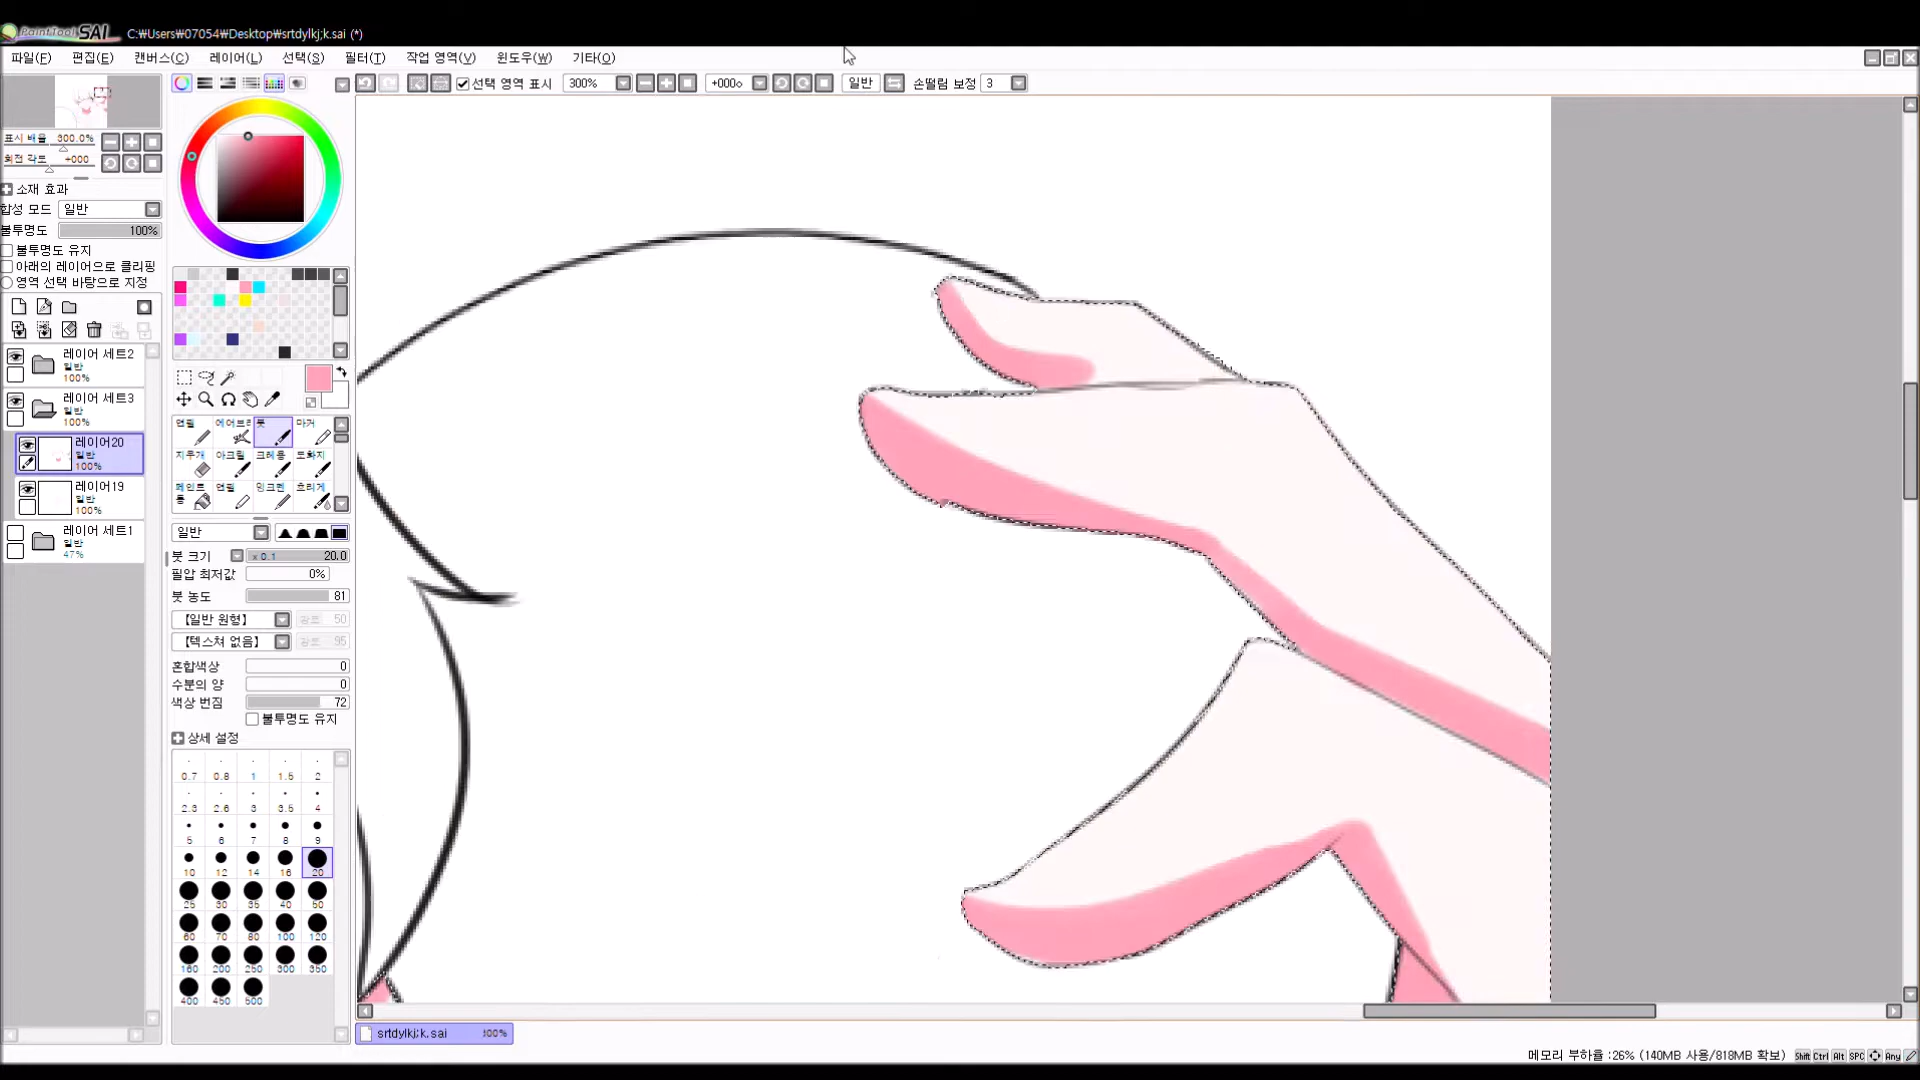 PaintTool SAI C:₩Users₩07054₩Desktop₩srtdylkj;k.sai (*)
파일(F) 편집(E) 캔버스(C) 레이어(L) 선택(S) 필터(T) 작업 영역(V) 윈도우(W) 기타(O)
선택 영역 표시 300% +000◇ 일반 손떨림 보정 3
표시 배율 300.0%
회전 각도 +000
소재 효과
합성 모드 일반
불투명도 100%
불투명도 유지
아래의 레이어으로 클리핑
영역 선택 바탕으로 지정
레이어 세트2
일반
100%
레이어 세트3
일반
100%
레이어20
일반
100%
레이어19
일반
100%
레이어 세트1
일반
47%
연필 에어브러 붓 마커
지우개 아크릴 크레용 도화지
페인트통 연필 잉크펜 흐리게
일반
붓 크기 x 0.1 20.0
필압 최저값 0%
붓 농도 81
【일반 원형】 강도 50
【텍스쳐 없음】 강도 95
혼합색상 0
수분의 양 0
색상 번짐 72
불투명도 유지
상세 설정
0.7 0.8 1 1.5 2
2.3 2.6 3 3.5 4
5 6 7 8 9
10 12 14 16 20
25 30 35 40 50
60 70 80 100 120
160 200 250 300 350
400 450 500
srtdylkj;k.sai 100%
메모리 부하율 :26% (140MB 사용/818MB 확보) Shift Ctrl Alt SPC Any